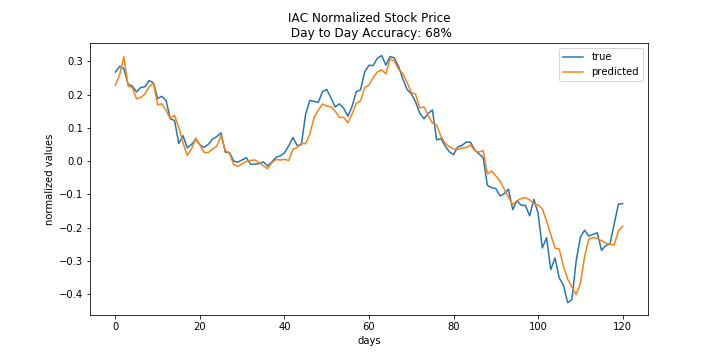 IAC Normalized Stock Price
Day to Day Accuracy: 68%
true
predicted
normalized values
0.3
0.2
0.1
0.0
−0.1
−0.2
−0.3
−0.4
0 20 40 60 80 100 120
days